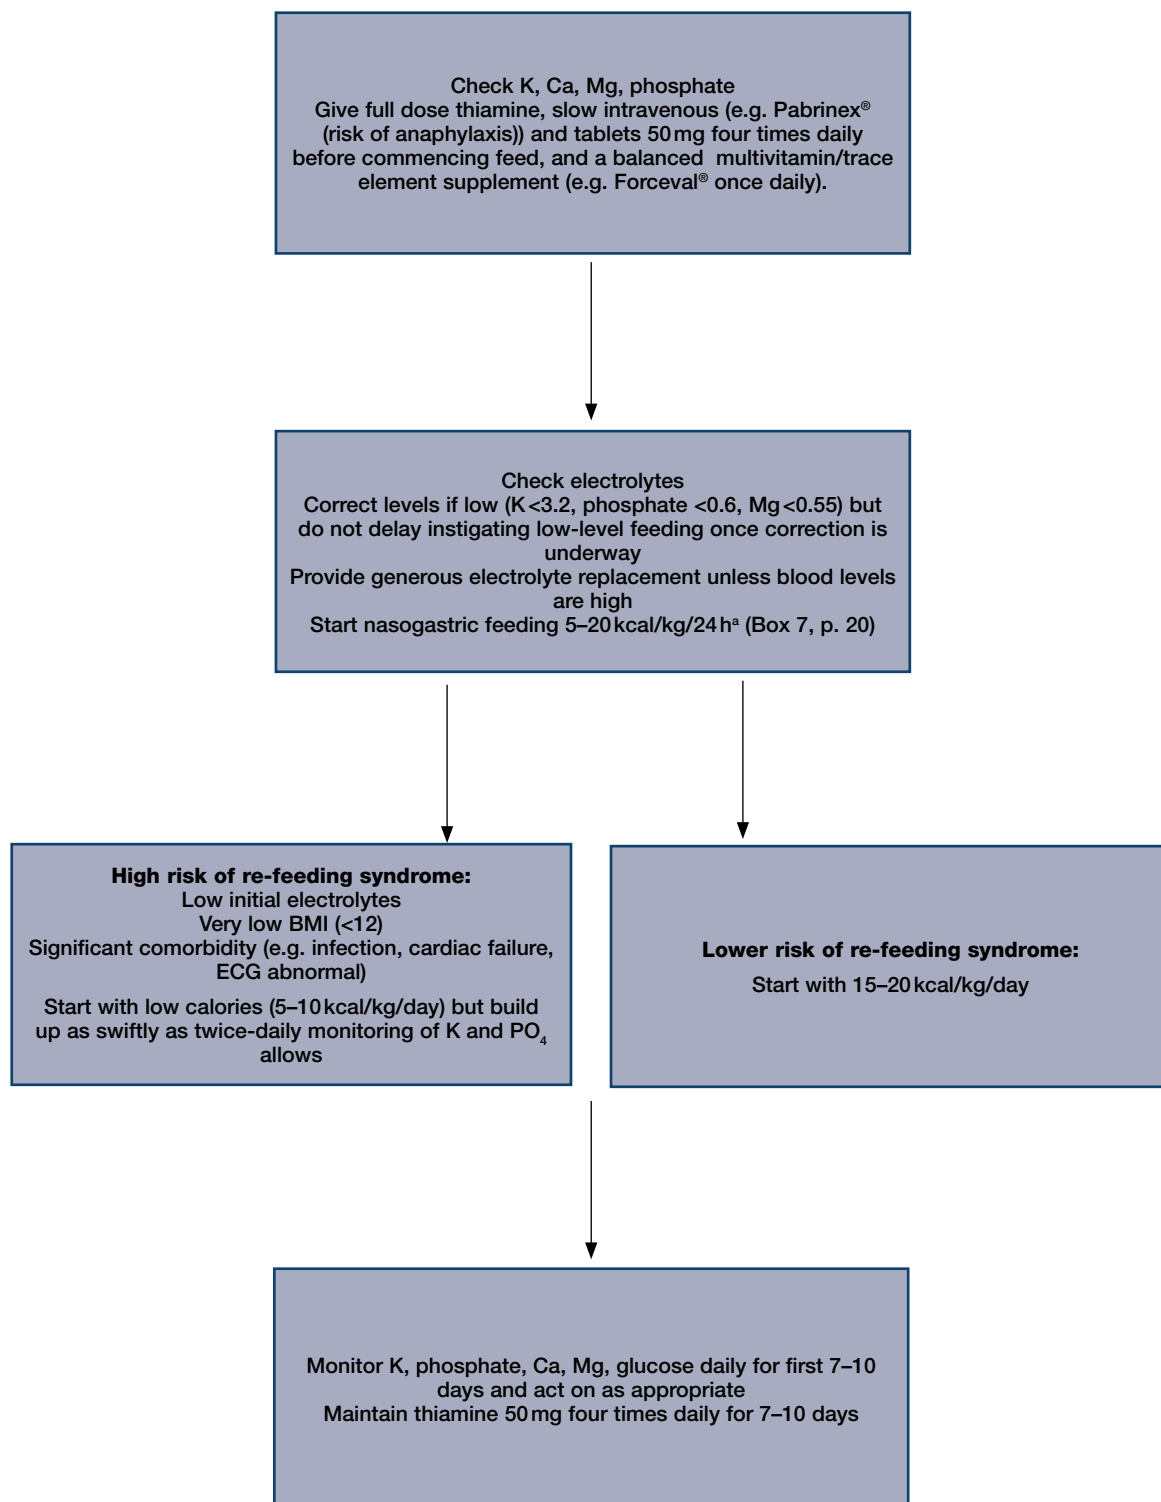 Check K, Ca, Mg, phosphate
Give full dose thiamine, slow intravenous (e.g. Pabrinex®
(risk of anaphylaxis)) and tablets 50 mg four times daily
before commencing feed, and a balanced multivitamin/trace
element supplement (e.g. Forceval® once daily).
Check electrolytes
Correct levels if low (K <3.2, phosphate <0.6, Mg <0.55) but
do not delay instigating low-level feeding once correction is
underway
Provide generous electrolyte replacement unless blood levels
are high
Start nasogastric feeding 5–20 kcal/kg/24 hª (Box 7, p. 20)
High risk of re-feeding syndrome:
Low initial electrolytes
Very low BMI (<12)
Significant comorbidity (e.g. infection, cardiac failure,
ECG abnormal)
Start with low calories (5–10 kcal/kg/day) but build
up as swiftly as twice-daily monitoring of K and PO₄
allows
Lower risk of re-feeding syndrome:
Start with 15–20 kcal/kg/day
Monitor K, phosphate, Ca, Mg, glucose daily for first 7–10
days and act on as appropriate
Maintain thiamine 50 mg four times daily for 7–10 days